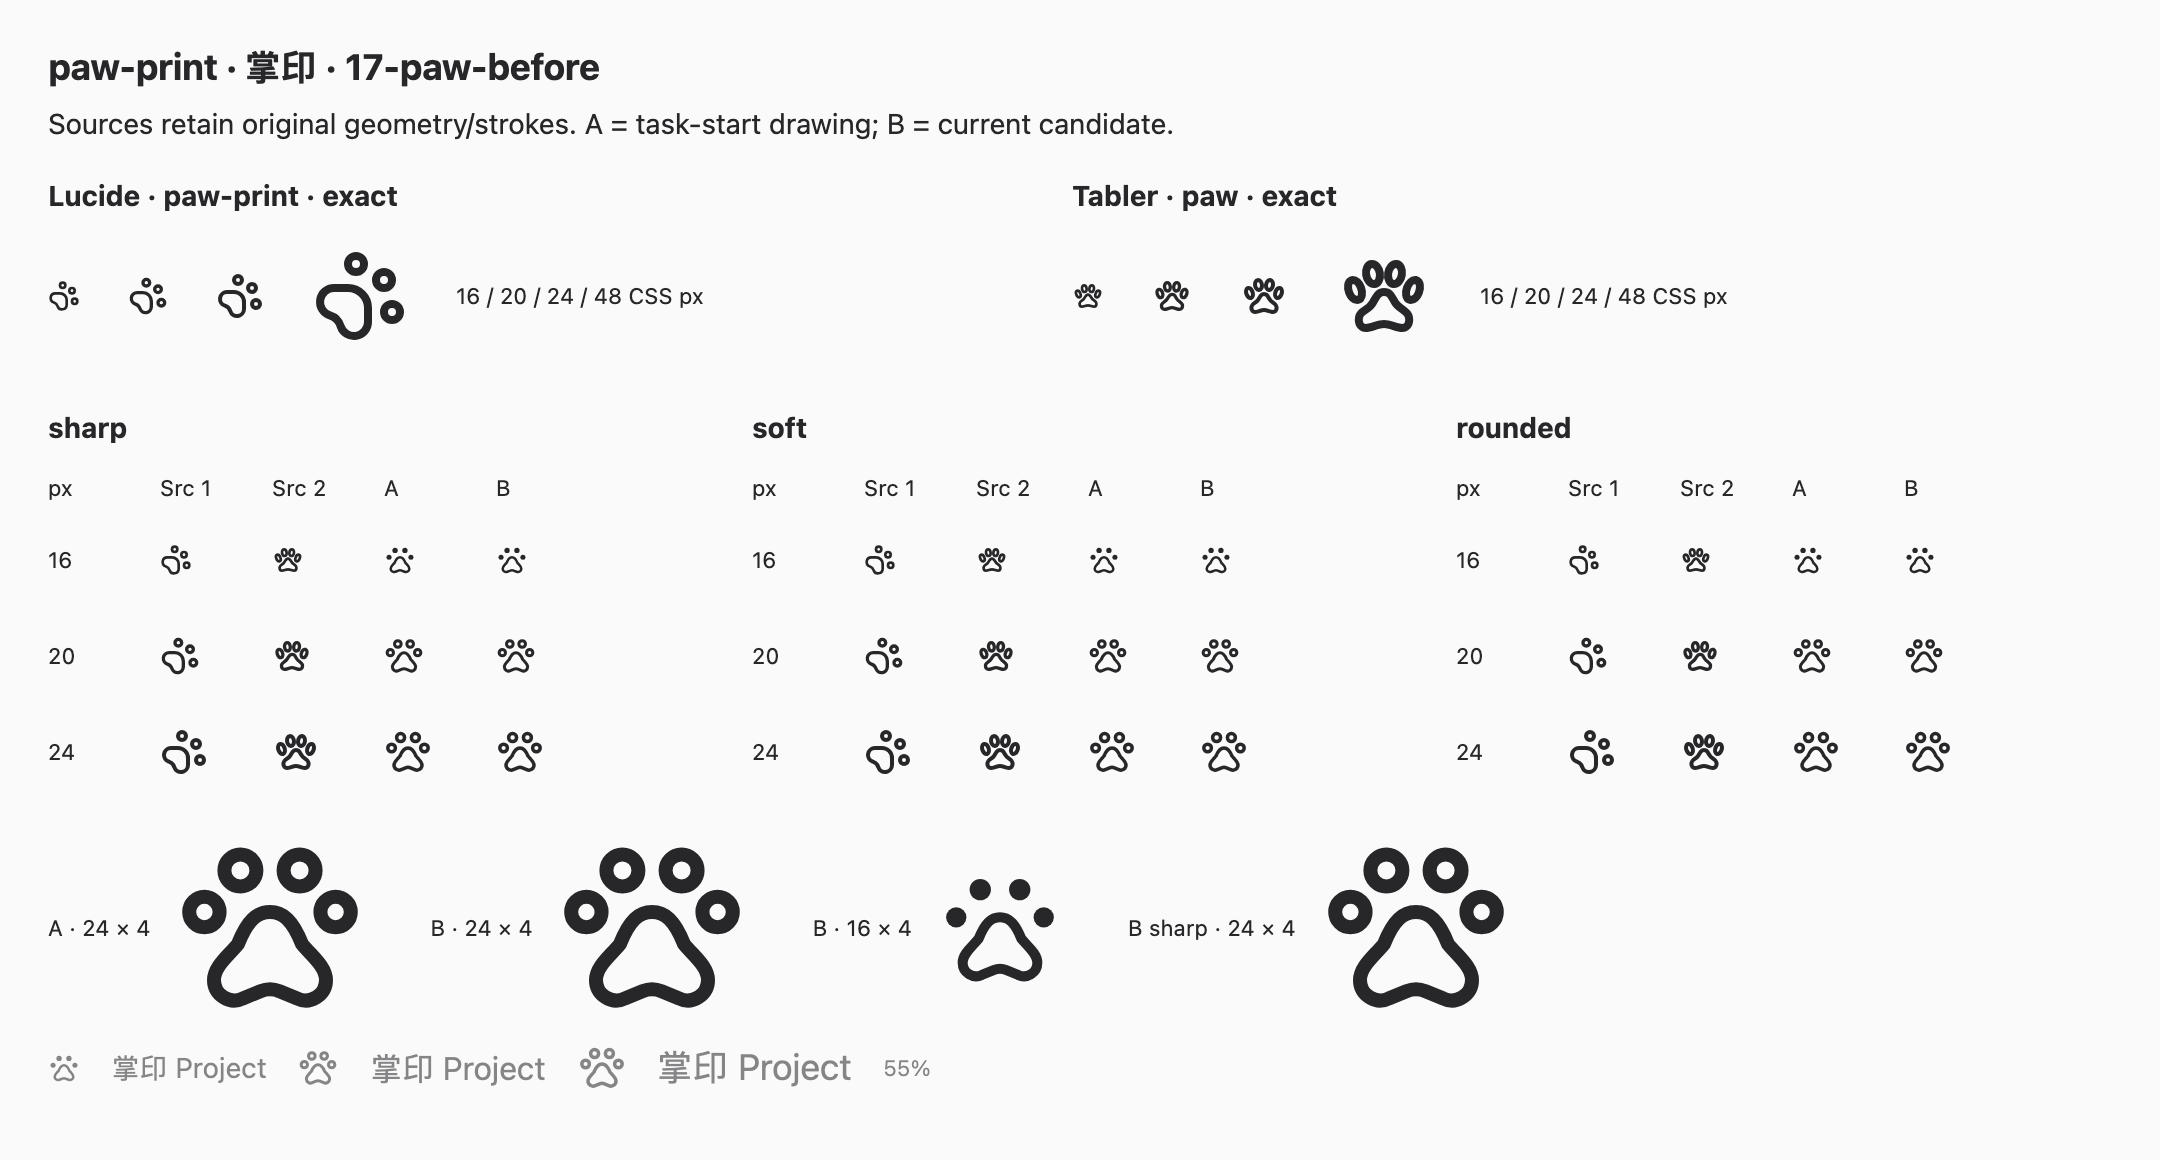 paw-print · 掌印 · 17-paw-before
Sources retain original geometry/strokes. A = task-start drawing; B = current candidate.
Lucide · paw-print · exact
Tabler · paw · exact
16 / 20 / 24 / 48 CSS px
16 / 20 / 24 / 48 CSS px
sharp
soft
rounded
px Src 1 Src 2 A B
px Src 1 Src 2 A B
px Src 1 Src 2 A B
16
16
16
20
20
20
24
24
24
A · 24 × 4
B · 24 × 4
B · 16 × 4
B sharp · 24 × 4
掌印 Project
掌印 Project
掌印 Project
55%